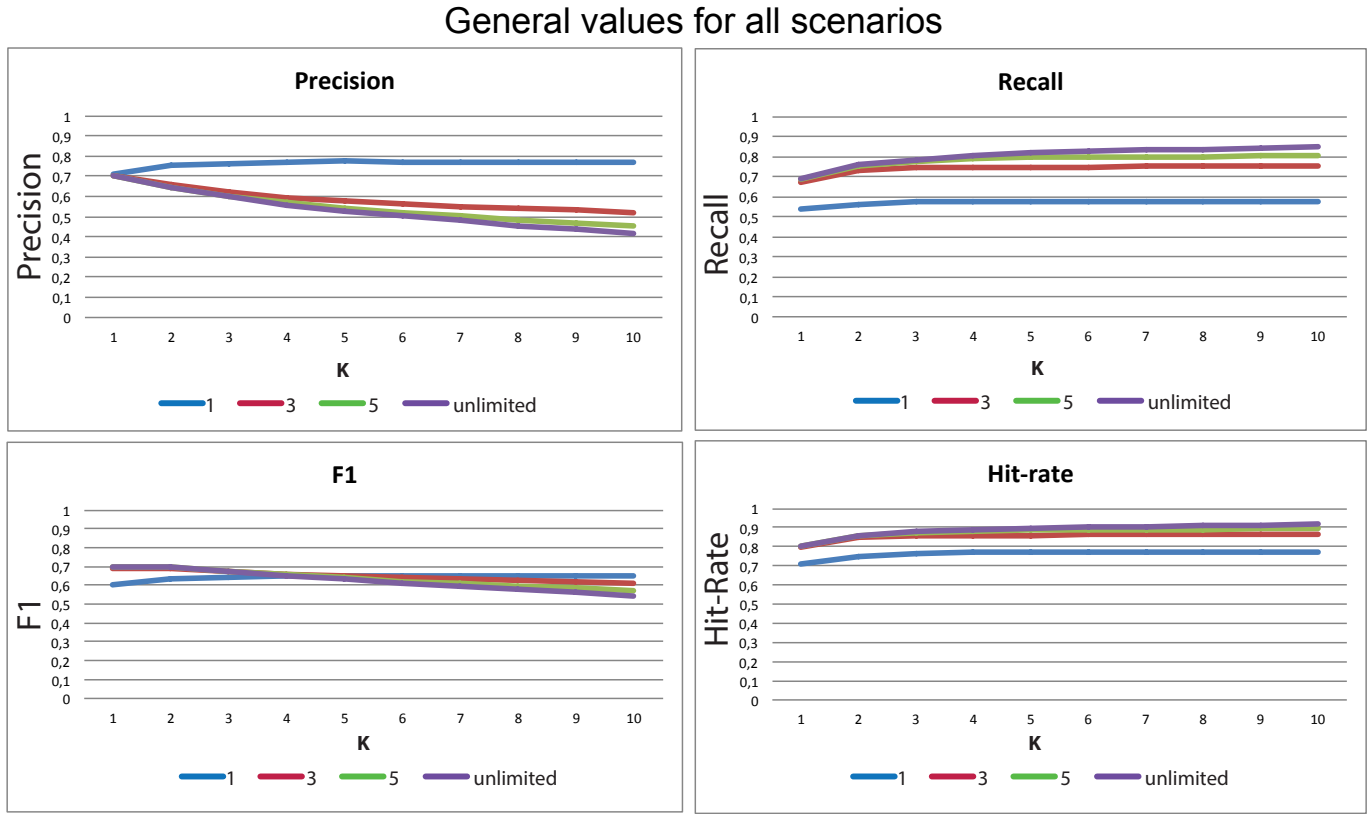 General values for all scenarios
Precision
Precision
1
0,9
0,8
0,7
0,6
0,5
0,4
0,3
0,2
0,1
0
1 2 3 4 5 6 7 8 9 10
K
1 3 5 unlimited
Recall
Recall
1
0,9
0,8
0,7
0,6
0,5
0,4
0,3
0,2
0,1
0
1 2 3 4 5 6 7 8 9 10
K
1 3 5 unlimited
F1
F1
1
0,9
0,8
0,7
0,6
0,5
0,4
0,3
0,2
0,1
0
1 2 3 4 5 6 7 8 9 10
K
1 3 5 unlimited
Hit-rate
Hit-Rate
1
0,9
0,8
0,7
0,6
0,5
0,4
0,3
0,2
0,1
0
1 2 3 4 5 6 7 8 9 10
K
1 3 5 unlimited